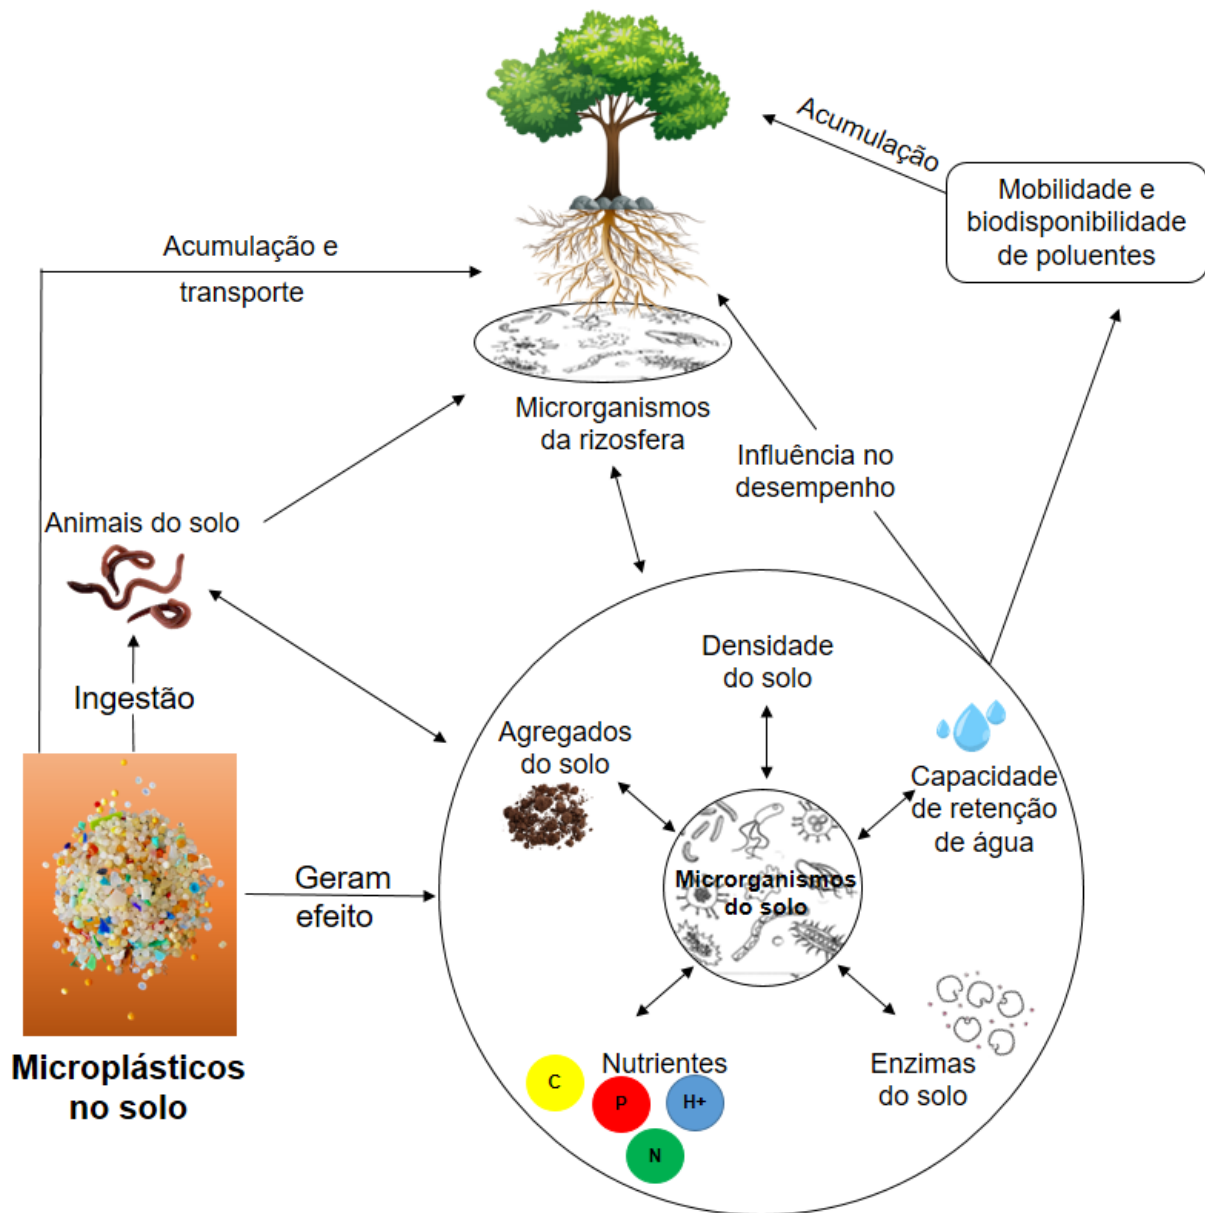 Acumulação
Mobilidade e
biodisponibilidade
de poluentes
Acumulação e
transporte
Microrganismos
da rizosfera
Influência no
desempenho
Animais do solo
Ingestão
Densidade
do solo
Agregados
do solo
Capacidade
de retenção
de água
Microrganismos
do solo
Geram
efeito
Nutrientes
C
P
H+
N
Enzimas
do solo
Microplásticos
no solo